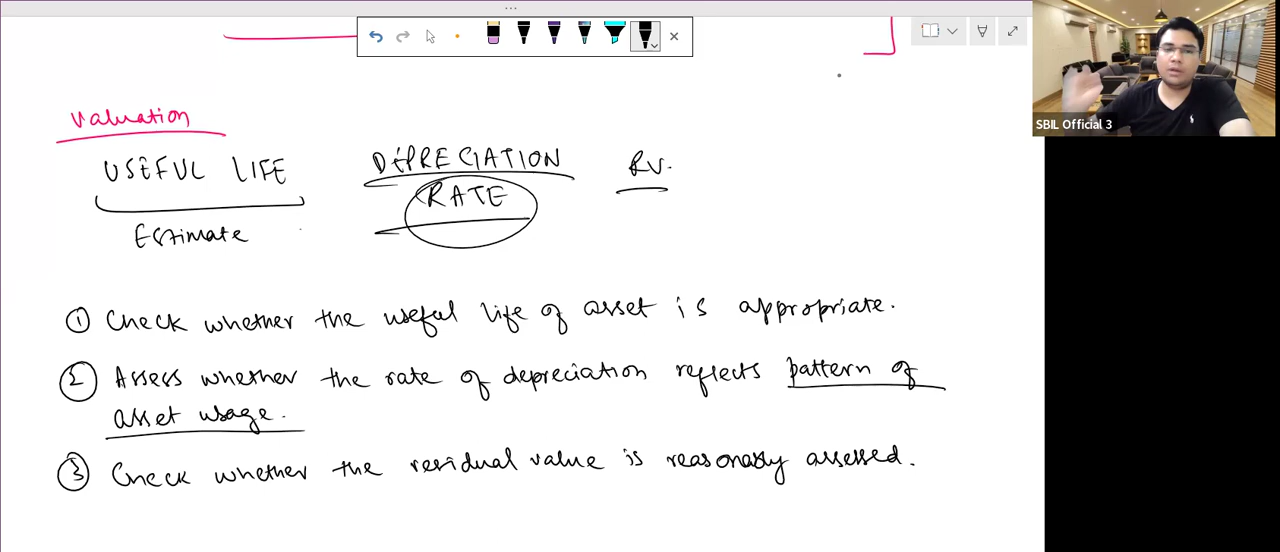 SBIL Official 3
Valuation
USEFUL LIFE DEPRECIATION RV.
RATE
Estimate
① Check whether the useful life of asset is appropriate.
② Assess whether the rate of depreciation reflects pattern of
asset usage.
③ Check whether the residual value is reasonably assessed.